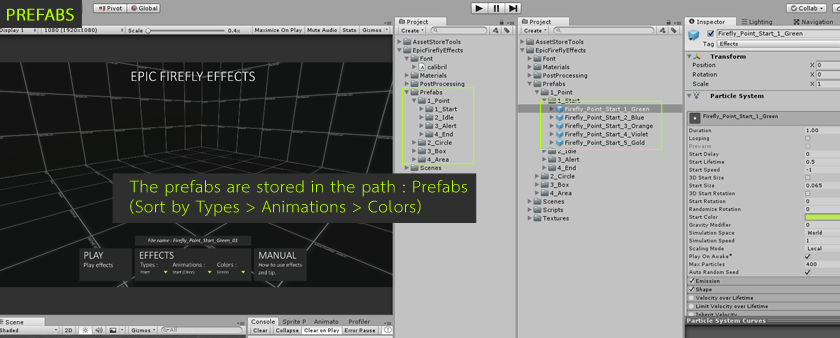 PREFABS
Pivot Global
Collab
Display 1 1080 (1920x1080) Scale 0.4x Maximize On Play Mute Audio Stats Gizmos
EPIC FIREFLY EFFECTS
The prefabs are stored in the path : Prefabs
(Sort by Types > Animations > Colors)
File name : Firefly_Point_Start_Green_01
PLAY
Play effects
EFFECTS
Types : Animations : Colors :
Point Start (Once) Green
MANUAL
How to use effects
and tip.
Scene
Shaded 2D Gizmos All
Console Sprite P Animato Profiler
Clear Collapse Clear on Play Error Pause
Project
Create
AssetStoreTools
EpicFireflyEffects
Font
calibril
Materials
PostProcessing
Prefabs
1_Point
1_Start
2_Idle
3_Alert
4_End
2_Circle
3_Box
4_Area
Scenes
Project
Create
AssetStoreTools
EpicFireflyEffects
Font
Materials
PostProcessing
Prefabs
1_Point
1_Start
Firefly_Point_Start_1_Green
Firefly_Point_Start_2_Blue
Firefly_Point_Start_3_Orange
Firefly_Point_Start_4_Violet
Firefly_Point_Start_5_Gold
2_Idle
3_Alert
4_End
2_Circle
3_Box
4_Area
Scenes
Scripts
Textures
Inspector Lighting Navigation
Firefly_Point_Start_1_Green
Tag Effects
Transform
Position X 0
Rotation X 0
Scale X 1
Particle System
Firefly_Point_Start_1_Green
Duration 1.00
Looping
Prewarm
Start Delay 0
Start Lifetime 0.5
Start Speed -1
3D Start Size
Start Size 0.065
3D Start Rotation
Start Rotation 0
Randomize Rotation 0
Start Color
Gravity Modifier 0
Simulation Space World
Simulation Speed 1
Scaling Mode Local
Play On Awake*
Max Particles 400
Auto Random Seed
Emission
Shape
Velocity over Lifetime
Limit Velocity over Lifetime
Inherit Velocity
Particle System Curves